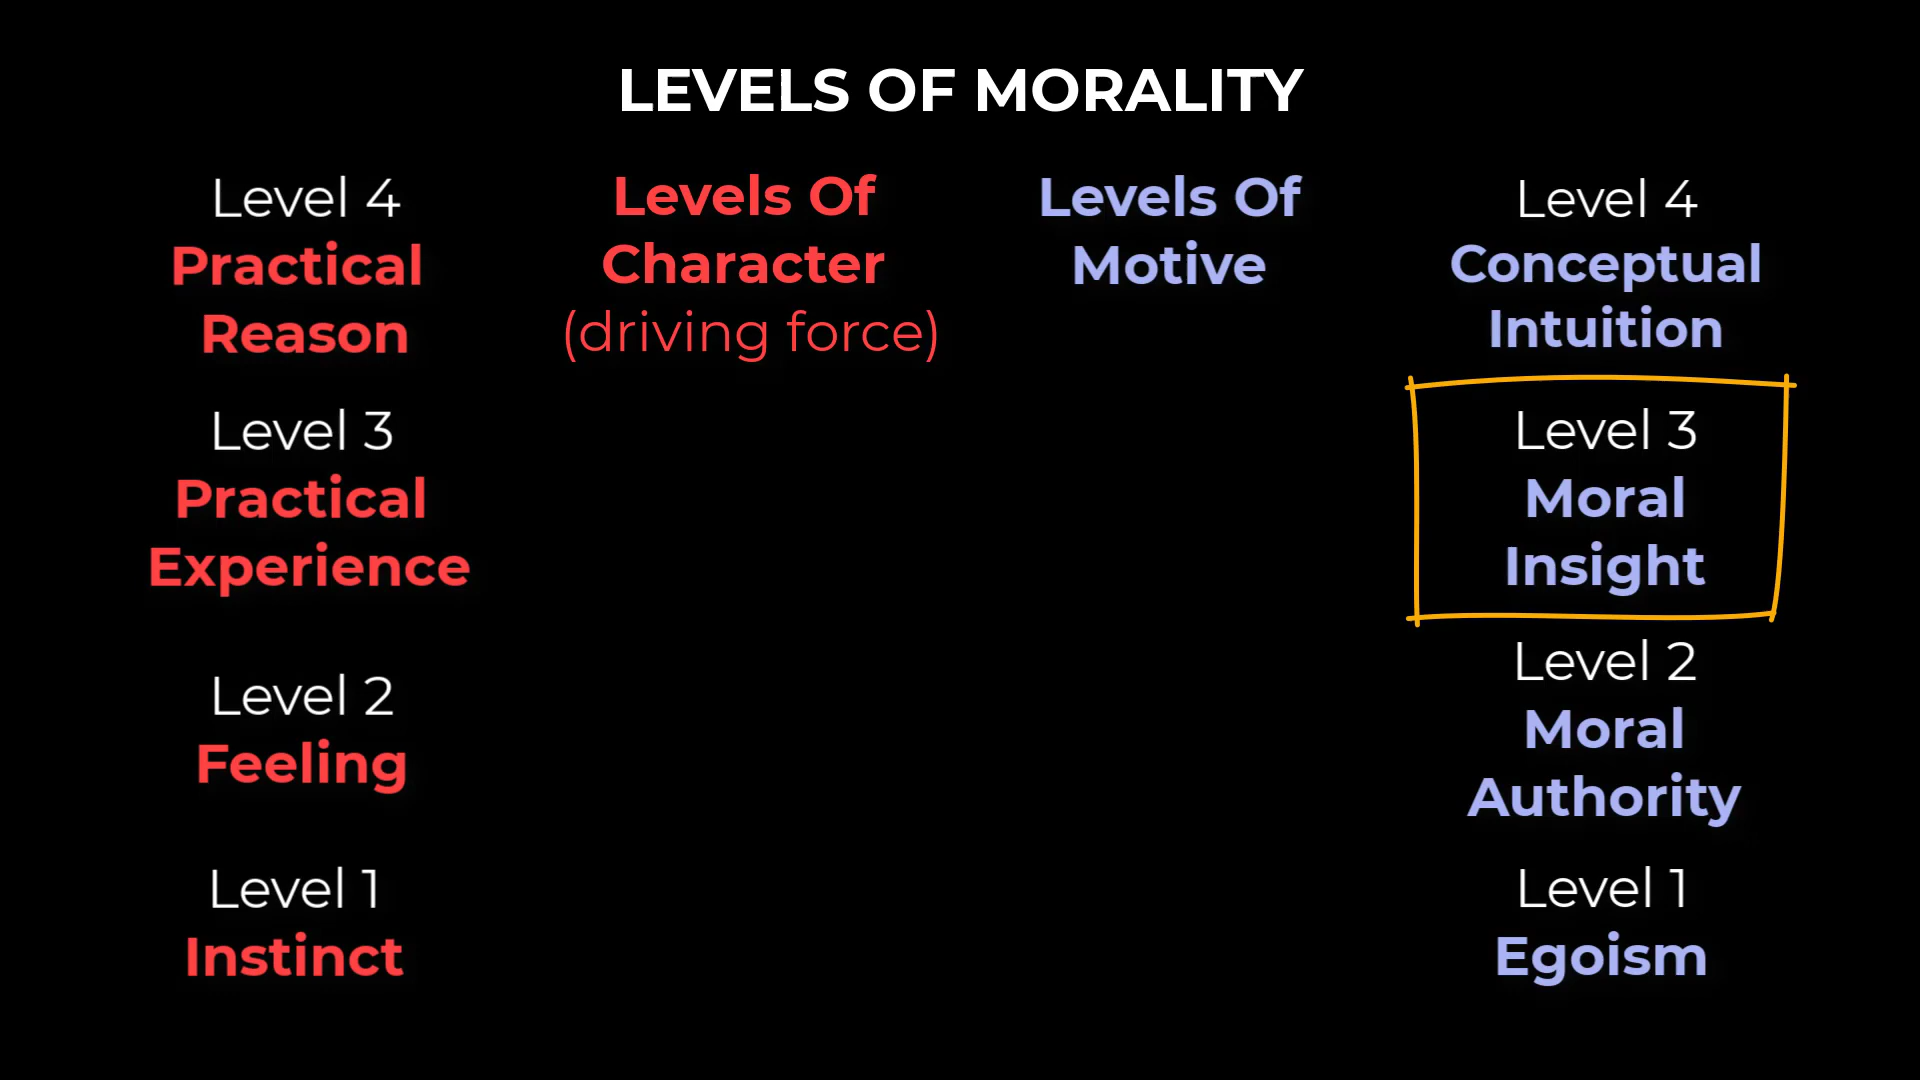 LEVELS OF MORALITY
Level 4
Practical
Reason
Level 3
Practical
Experience
Level 2
Feeling
Level 1
Instinct
Levels Of
Character
(driving force)
Levels Of
Motive
Level 4
Conceptual
Intuition
Level 3
Moral
Insight
Level 2
Moral
Authority
Level 1
Egoism